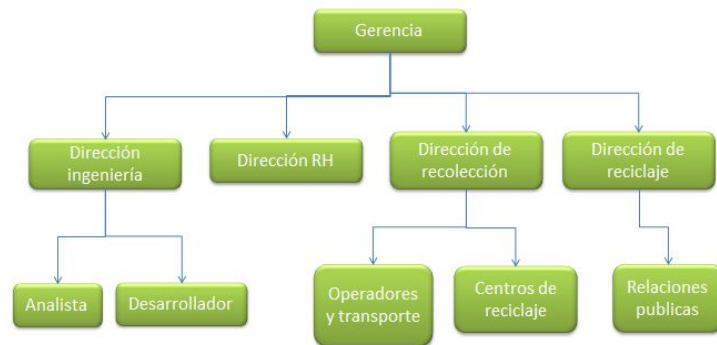 Gerencia
Dirección
ingeniería
Dirección RH
Dirección de
recolección
Dirección de
reciclaje
Analista
Desarrollador
Operadores
y transporte
Centros de
reciclaje
Relaciones
publicas